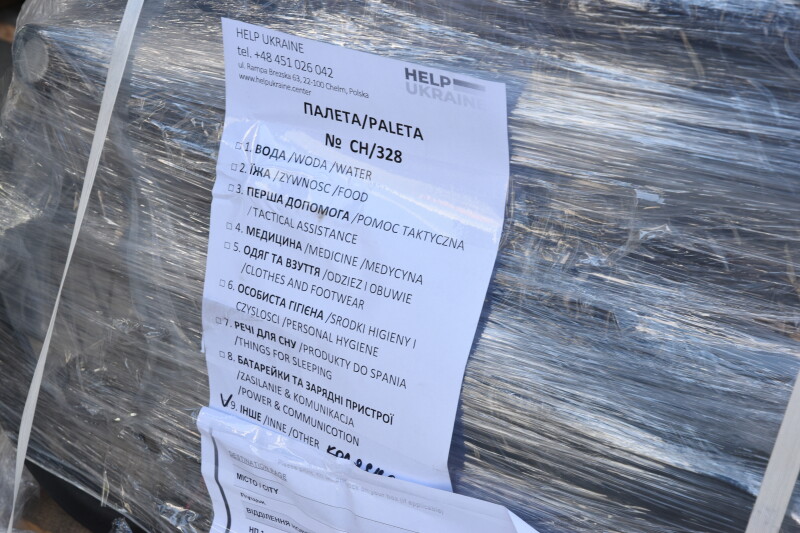 HELP UKRAINE
tel. +48 451 026 042
ul. Rampa Brzeska 63, 22-100 Chełm, Polska
www.helpukraine.center
HELP
UKRAINE
ПАЛЕТА/PALETA
№ CH/328
□ 1. ВОДА /WODA /WATER
□ 2. ЇЖА /ZYWNOSC /FOOD
□ 3. ПЕРША ДОПОМОГА /POMOC TAKTYCZNA
/TACTICAL ASSISTANCE
□ 4. МЕДИЦИНА /MEDICINE /MEDYCYNA
□ 5. ОДЯГ ТА ВЗУТТЯ /ODZIEZ I OBUWIE
/CLOTHES AND FOOTWEAR
□ 6. ОСОБИСТА ГІГІЄНА /SRODKI HIGIENY I
CZYSLOSCI /PERSONAL HYGIENE
□ 7. РЕЧІ ДЛЯ СНУ /PRODUKTY DO SPANIA
/THINGS FOR SLEEPING
□ 8. БАТАРЕЙКИ ТА ЗАРЯДНІ ПРИСТРОЇ
/ZASILANIE & KOMUNIKACJA
/POWER & COMMUNICOTION
✓ 9. ІНШЕ /INNE /OTHER
МІСТО І CITY
ВІДДІЛЕННЯ